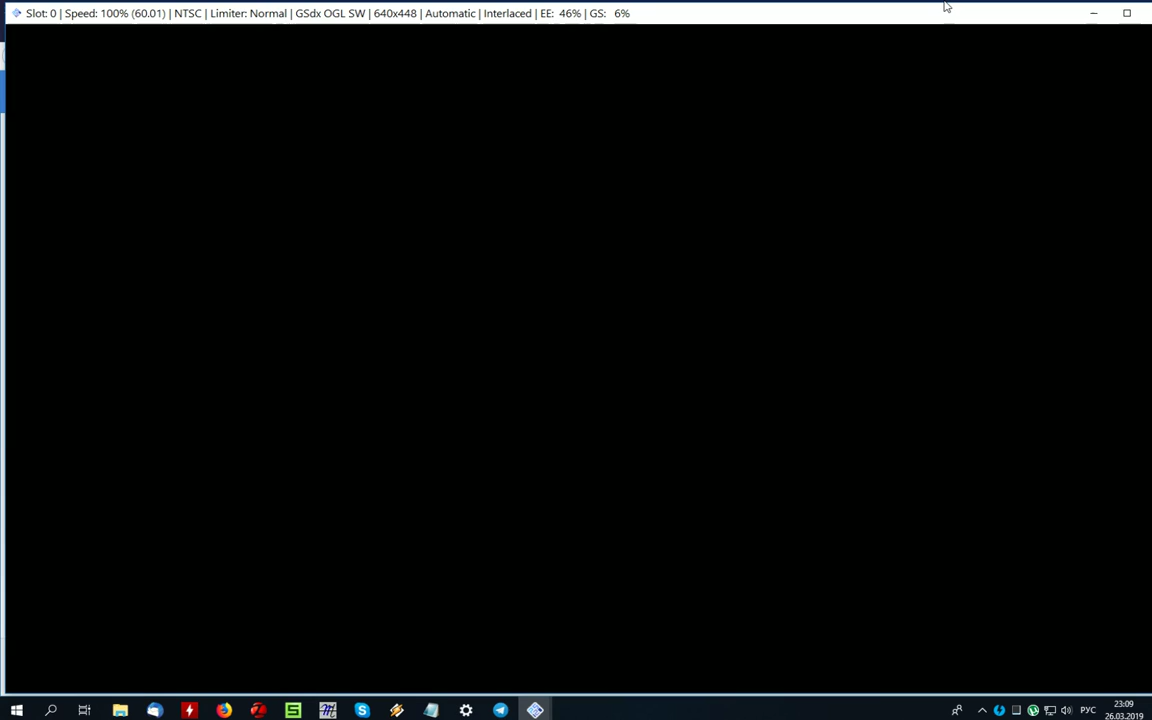 Slot: 0 | Speed: 100% (60.01) | NTSC | Limiter: Normal | GSdx OGL SW | 640x448 | Automatic | Interlaced | EE: 46% | GS: 6%
РУС
23:09
26.03.2019